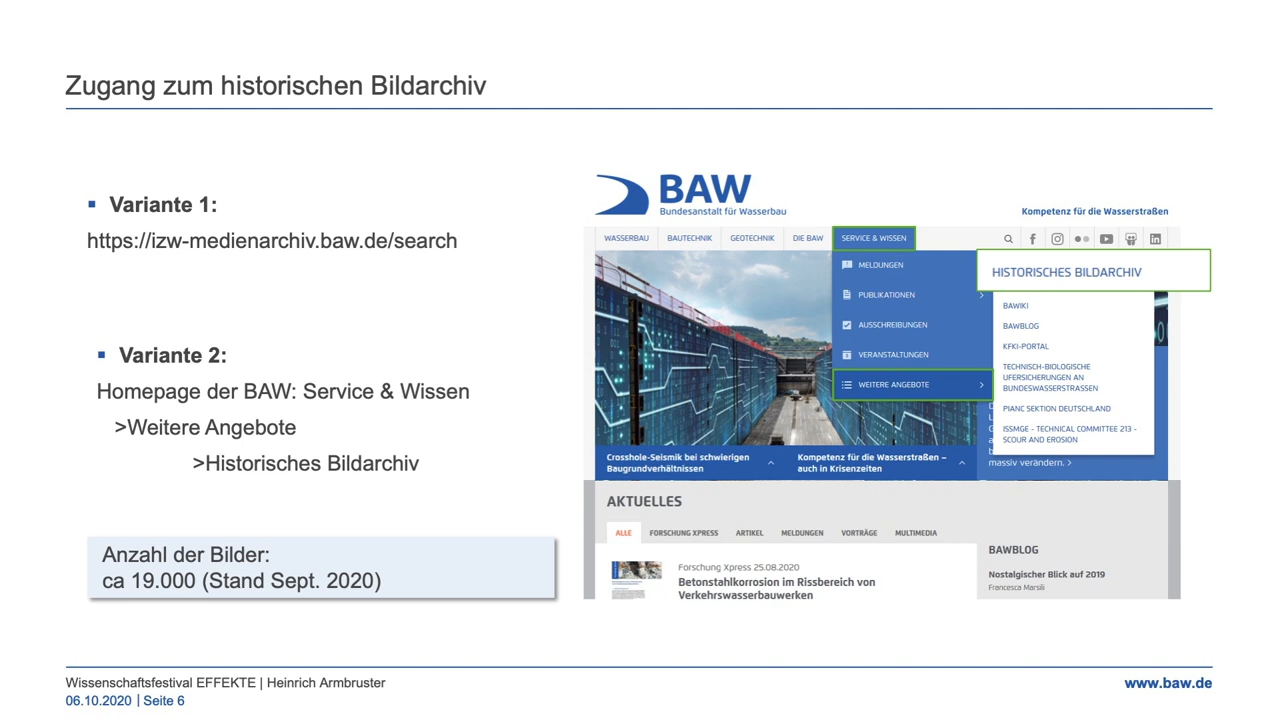 Zugang zum historischen Bildarchiv
▪ Variante 1:
https://izw-medienarchiv.baw.de/search
▪ Variante 2:
Homepage der BAW: Service & Wissen
>Weitere Angebote
>Historisches Bildarchiv
Anzahl der Bilder:
ca 19.000 (Stand Sept. 2020)
BAW
Bundesanstalt für Wasserbau
Kompetenz für die Wasserstraßen
WASSERBAU BAUTECHNIK GEOTECHNIK DIE BAW SERVICE & WISSEN
MELDUNGEN
PUBLIKATIONEN
AUSSCHREIBUNGEN
VERANSTALTUNGEN
WEITERE ANGEBOTE
HISTORISCHES BILDARCHIV
BAWIKI
BAWBLOG
KFKI-PORTAL
TECHNISCH-BIOLOGISCHE
UFERSICHERUNGEN AN
BUNDESWASSERSTRASSEN
PIANC SEKTION DEUTSCHLAND
ISSMGE - TECHNICAL COMMITTEE 213 -
SCOUR AND EROSION
massiv verändern. >
Crosshole-Seismik bei schwierigen
Baugrundverhältnissen
Kompetenz für die Wasserstraßen –
auch in Krisenzeiten
AKTUELLES
ALLE FORSCHUNG XPRESS ARTIKEL MELDUNGEN VORTRÄGE MULTIMEDIA
Forschung Xpress 25.08.2020
Betonstahlkorrosion im Rissbereich von
Verkehrswasserbauwerken
BAWBLOG
Nostalgischer Blick auf 2019
Francesca Marsili
Wissenschaftsfestival EFFEKTE | Heinrich Armbruster
06.10.2020 | Seite 6
www.baw.de